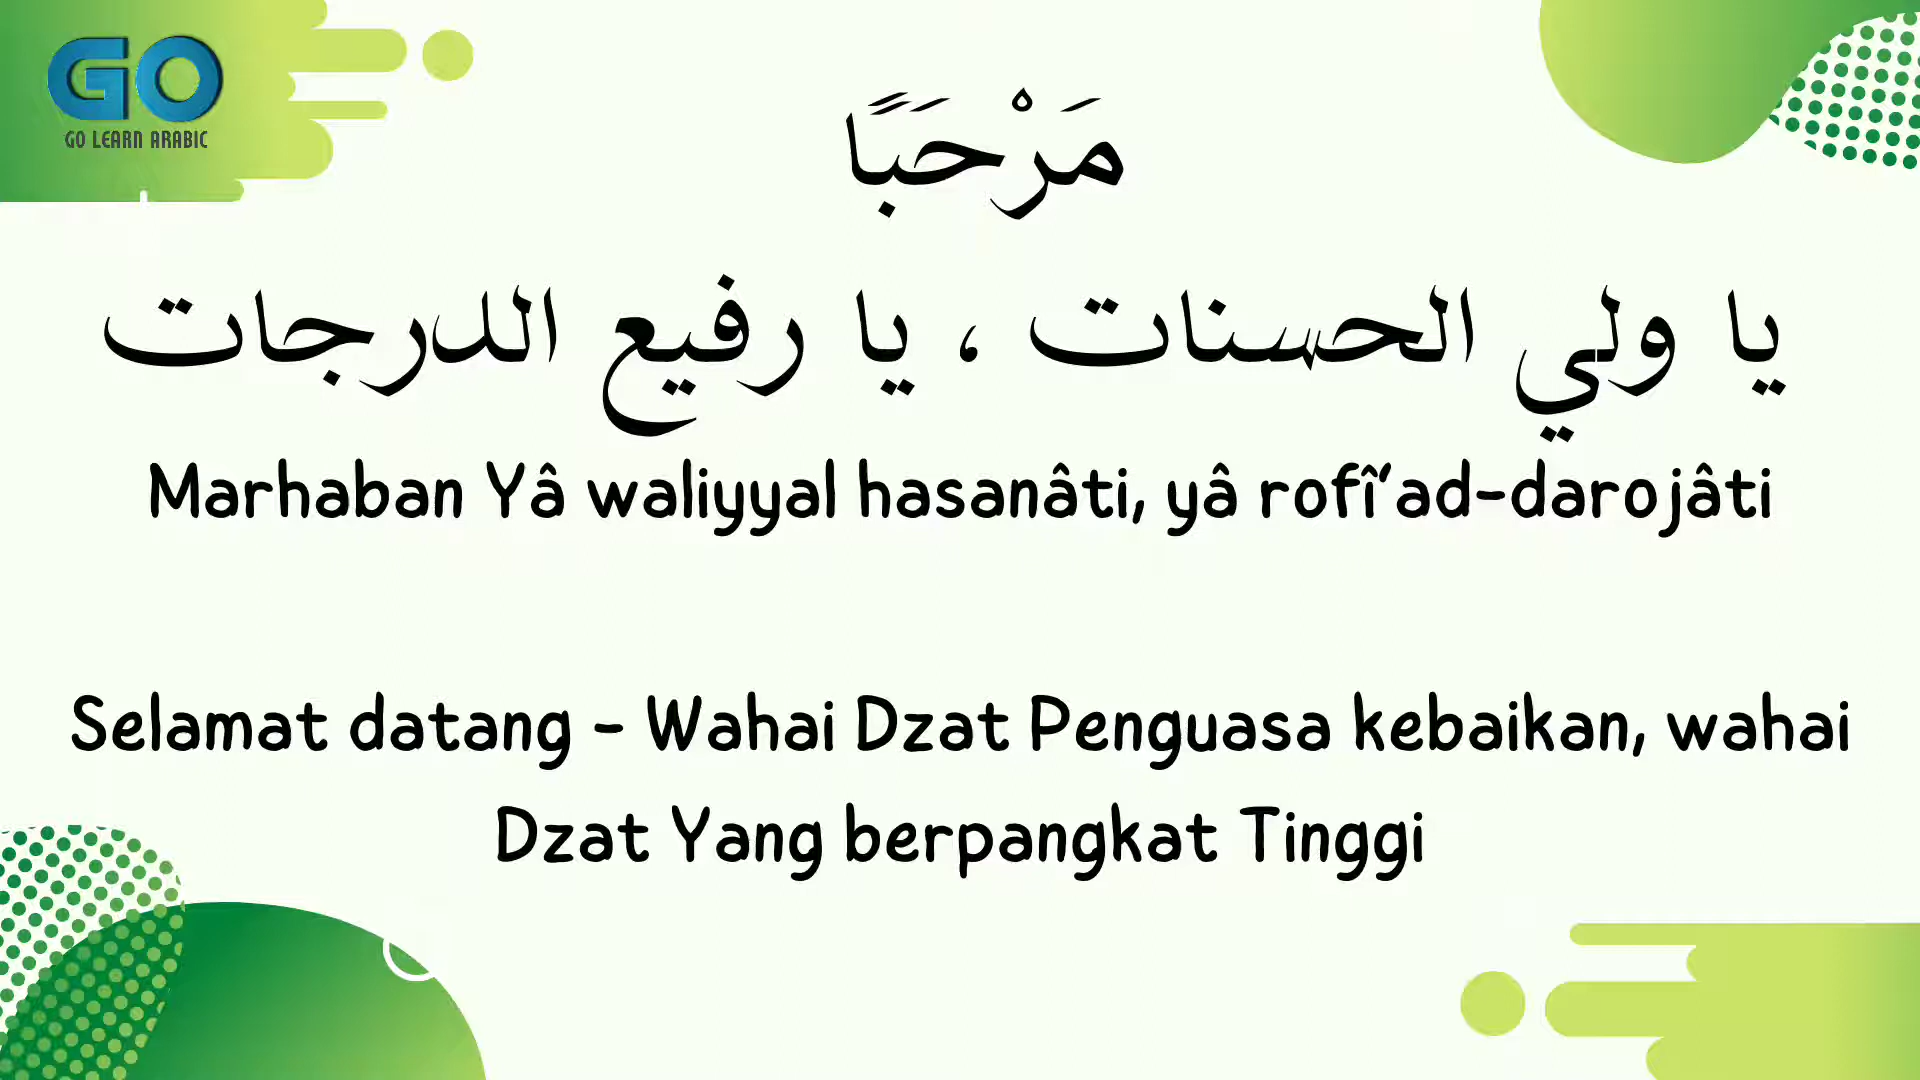 GO
GO LEARN ARABIC
مَرْحَبًا
يا ولي الحسنات ، يا رفيع الدرجات
Marhaban Yâ waliyyal hasanâti, yâ rofî‘ad-darojâti
Selamat datang - Wahai Dzat Penguasa kebaikan, wahai
Dzat Yang berpangkat Tinggi